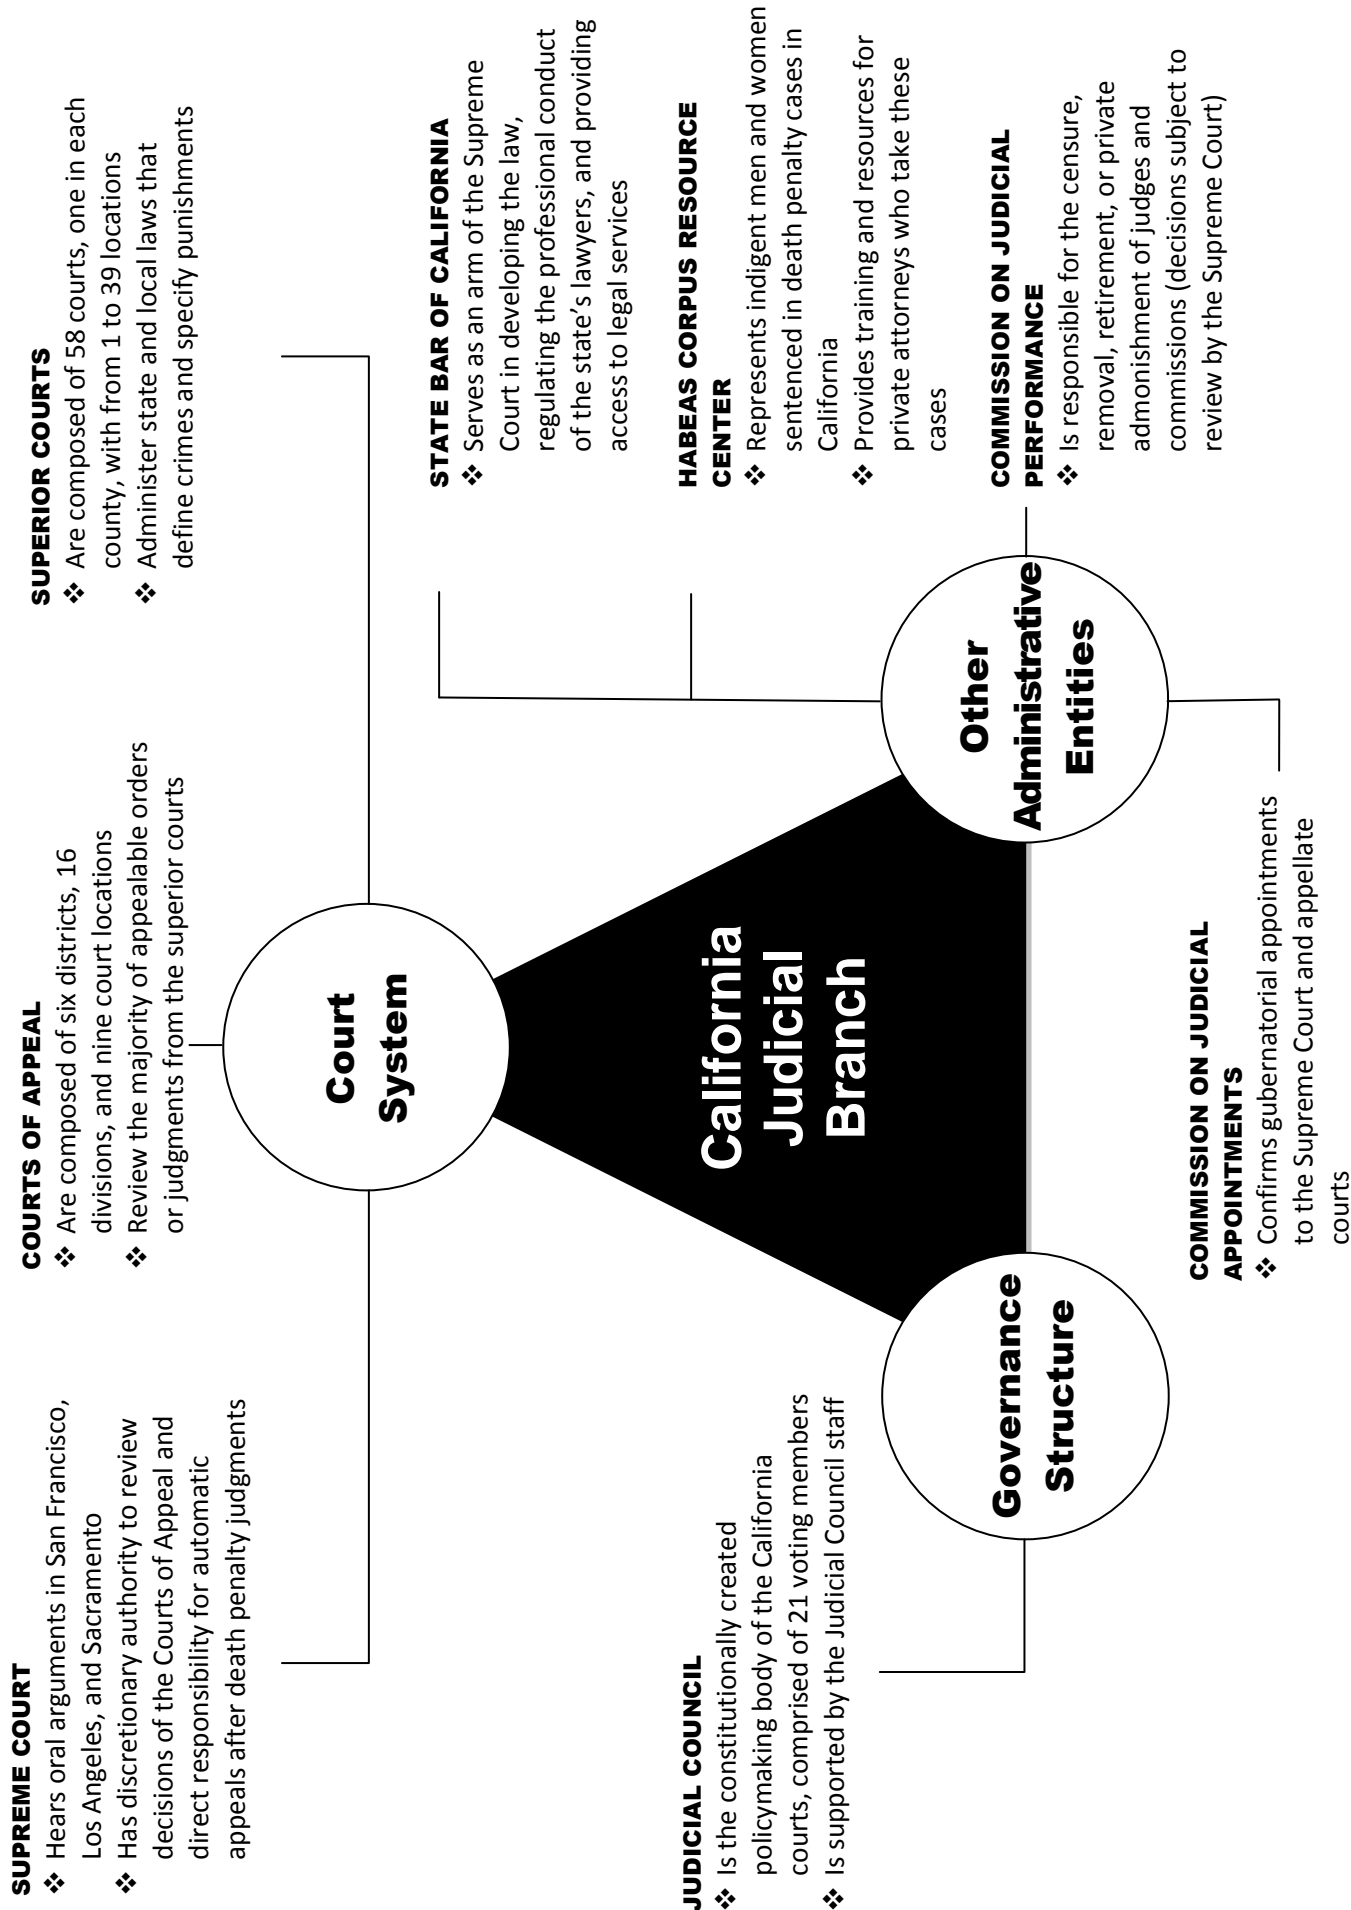 SUPREME COURT
❖ Hears oral arguments in San Francisco,
Los Angeles, and Sacramento
❖ Has discretionary authority to review
decisions of the Courts of Appeal and
direct responsibility for automatic
appeals after death penalty judgments
COURTS OF APPEAL
❖ Are composed of six districts, 16
divisions, and nine court locations
❖ Review the majority of appealable orders
or judgments from the superior courts
SUPERIOR COURTS
❖ Are composed of 58 courts, one in each
county, with from 1 to 39 locations
❖ Administer state and local laws that
define crimes and specify punishments
Court
System
STATE BAR OF CALIFORNIA
❖ Serves as an arm of the Supreme
Court in developing the law,
regulating the professional conduct
of the state’s lawyers, and providing
access to legal services
HABEAS CORPUS RESOURCE
CENTER
❖ Represents indigent men and women
sentenced in death penalty cases in
California
❖ Provides training and resources for
private attorneys who take these
cases
California
Judicial
Branch
JUDICIAL COUNCIL
❖ Is the constitutionally created
policymaking body of the California
courts, comprised of 21 voting members
❖ Is supported by the Judicial Council staff
Governance
Structure
Other
Administrative
Entities
COMMISSION ON JUDICIAL
PERFORMANCE
❖ Is responsible for the censure,
removal, retirement, or private
admonishment of judges and
commissions (decisions subject to
review by the Supreme Court)
COMMISSION ON JUDICIAL
APPOINTMENTS
❖ Confirms gubernatorial appointments
to the Supreme Court and appellate
courts